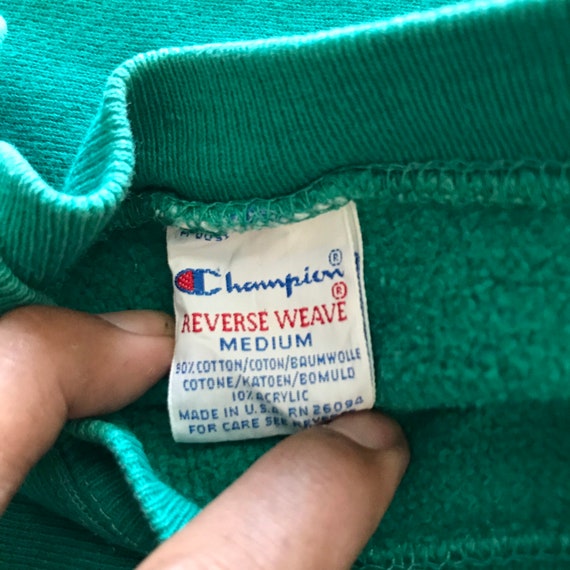 Champion®
REVERSE WEAVE®
MEDIUM
90% COTTON/COTON/BAUMWOLLE
COTONE/KATOEN/BOMULD
10% ACRYLIC
MADE IN U.S.A RN 26094
FOR CARE SEE